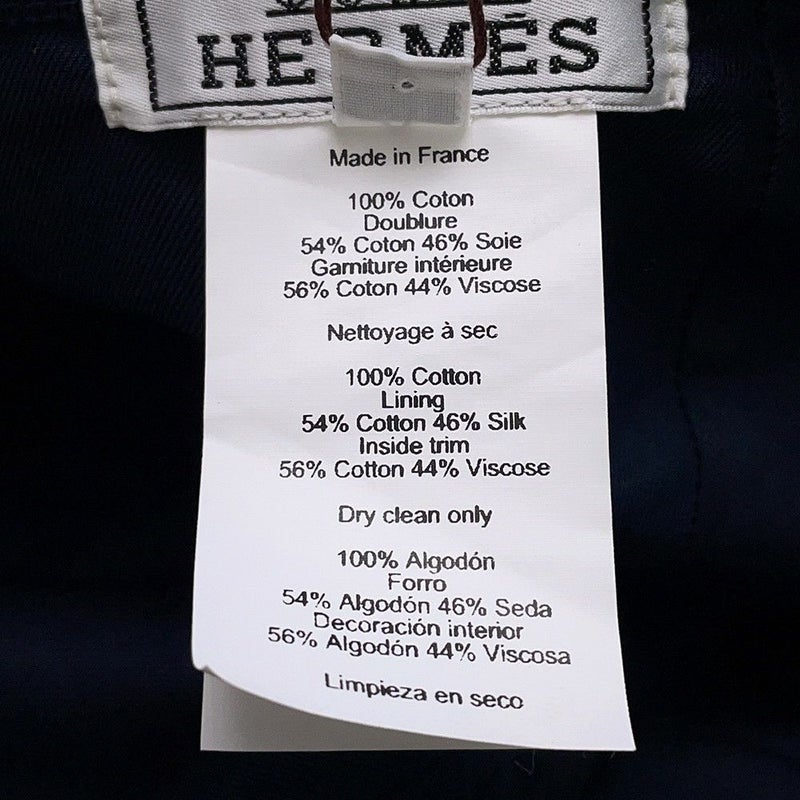 HERMÈS
Made in France
100% Coton
Doublure
54% Coton 46% Soie
Garniture intérieure
56% Coton 44% Viscose
Nettoyage à sec
100% Cotton
Lining
54% Cotton 46% Silk
Inside trim
56% Cotton 44% Viscose
Dry clean only
100% Algodón
Forro
54% Algodón 46% Seda
Decoración interior
56% Algodón 44% Viscosa
Limpieza en seco